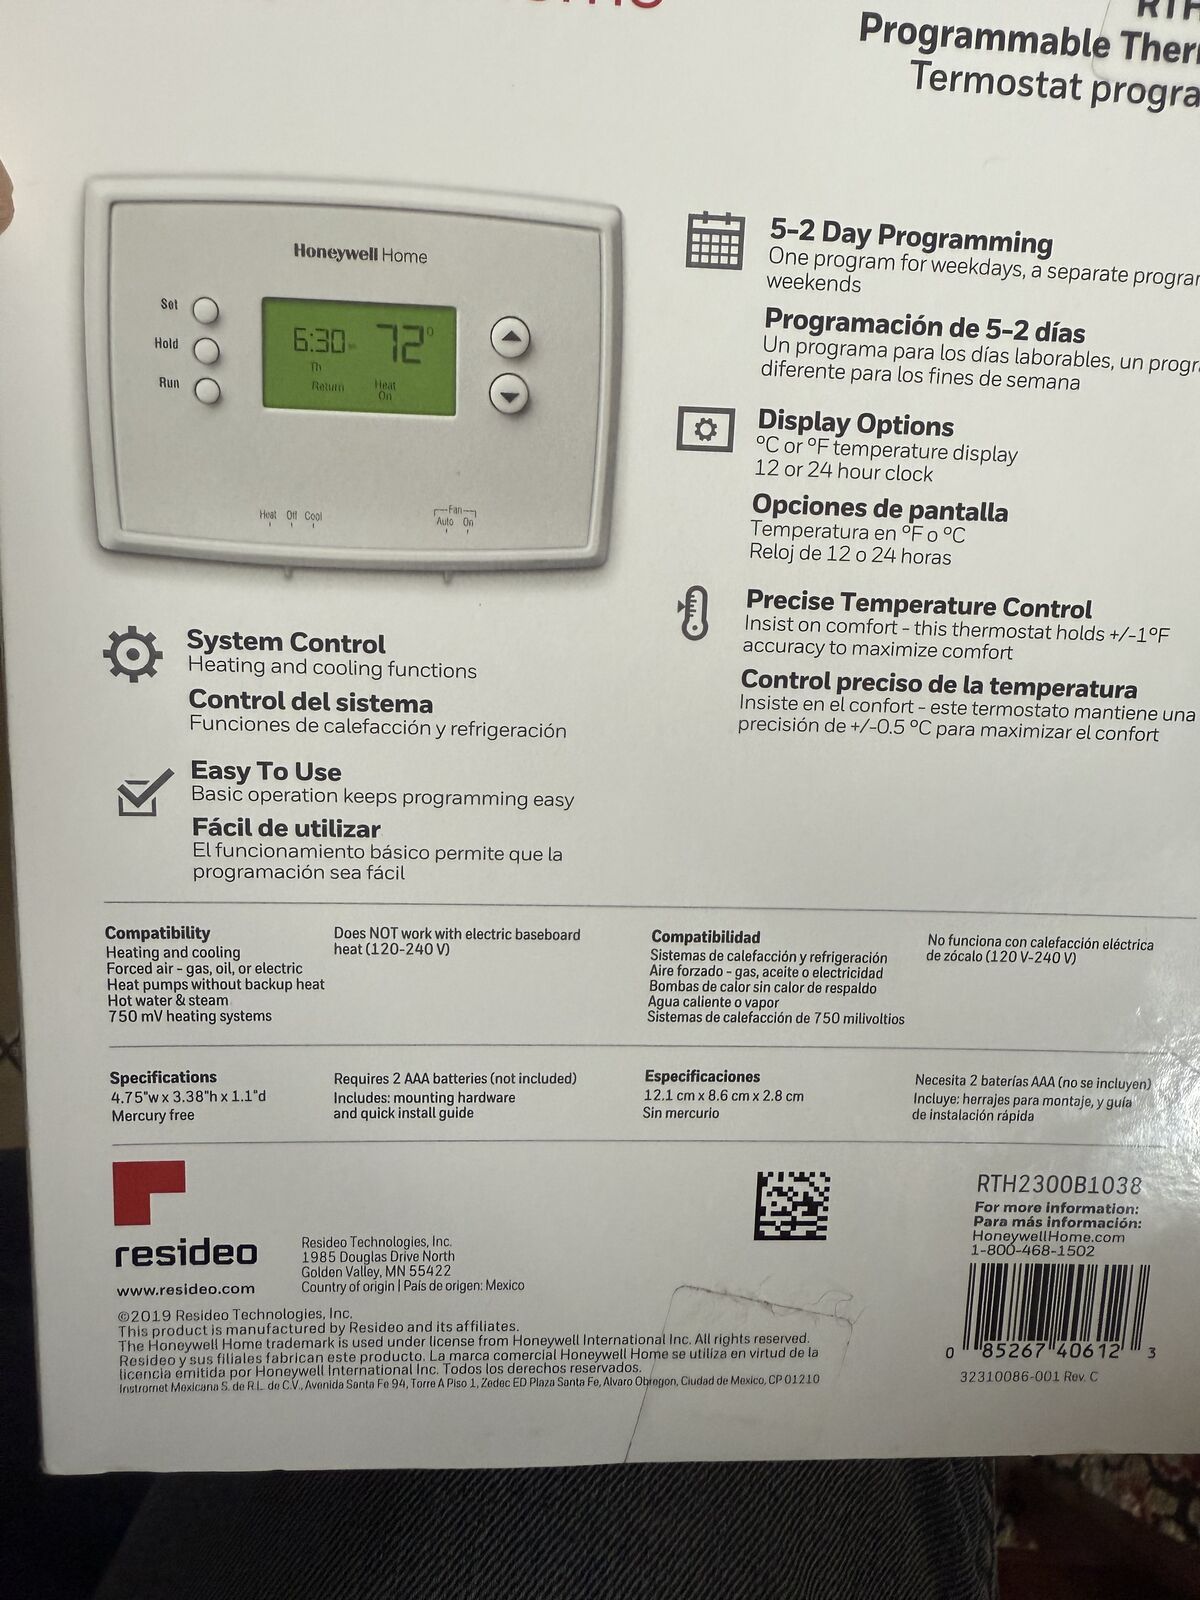 Programmable
Termostat
Honeywell Home
Set
Hold
Run
6:30 72°
Th
Return Heat
On
Heat Off Cool
Fan
Auto On
System Control
Heating and cooling functions
Control del sistema
Funciones de calefacción y refrigeración
Easy To Use
Basic operation keeps programming easy
Fácil de utilizar
El funcionamiento básico permite que la
programación sea fácil
5-2 Day Programming
One program for weekdays, a separate
weekends
Programación de 5-2 días
Un programa para los días laborables, un
diferente para los fines de semana
Display Options
°C or °F temperature display
12 or 24 hour clock
Opciones de pantalla
Temperatura en °F o °C
Reloj de 12 o 24 horas
Precise Temperature Control
Insist on comfort - this thermostat holds +/-1°F
accuracy to maximize comfort
Control preciso de la temperatura
Insiste en el confort - este termostato mantiene una
precisión de +/-0.5 °C para maximizar el confort
Compatibility
Heating and cooling
Forced air - gas, oil, or electric
Heat pumps without backup heat
Hot water & steam
750 mV heating systems
Does NOT work with electric baseboard
heat (120-240 V)
Compatibilidad
Sistemas de calefacción y refrigeración
Aire forzado - gas, aceite o electricidad
Bombas de calor sin calor de respaldo
Agua caliente o vapor
Sistemas de calefacción de 750 milivoltios
No funciona con calefacción eléctrica
de zócalo (120 V-240 V)
Specifications
4.75"w x 3.38"h x 1.1"d
Mercury free
Requires 2 AAA batteries (not included)
Includes: mounting hardware
and quick install guide
Especificaciones
12.1 cm x 8.6 cm x 2.8 cm
Sin mercurio
Necesita 2 baterías AAA (no se incluyen)
Incluye: herrajes para montaje, y guía
de instalación rápida
resideo
www.resideo.com
Resideo Technologies, Inc.
1985 Douglas Drive North
Golden Valley, MN 55422
Country of origin | País de origen: Mexico
©2019 Resideo Technologies, Inc.
This product is manufactured by Resideo and its affiliates.
The Honeywell Home trademark is used under license from Honeywell International Inc. All rights reserved.
Resideo y sus filiales fabrican este producto. La marca comercial Honeywell Home se utiliza en virtud de la
licencia emitida por Honeywell International Inc. Todos los derechos reservados.
Instromet Mexicana S. de R.L. de C.V., Avenida Santa Fe 94, Torre A Piso 1, Zedec ED Plaza Santa Fe, Alvaro Obregon, Ciudad de Mexico, CP 01210
RTH2300B1038
For more information:
Para más información:
HoneywellHome.com
1-800-468-1502
0 85267 40612 3
32310086-001 Rev. C